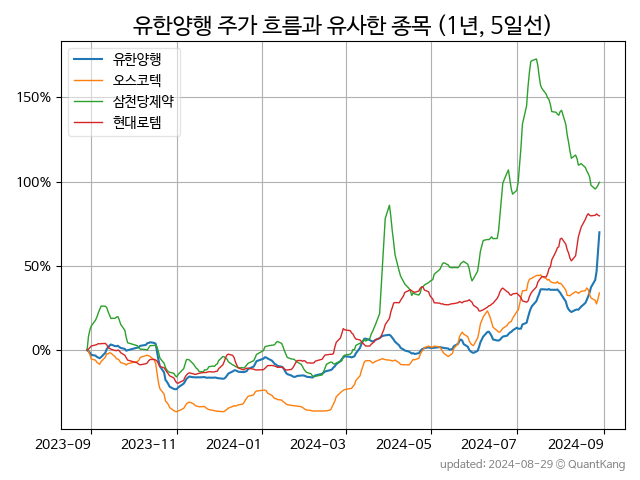 유한양행 주가 흐름과 유사한 종목 (1년, 5일선)
유한양행
오스코텍
삼천당제약
현대로템
150%
100%
50%
0%
2023-09 2023-11 2024-01 2024-03 2024-05 2024-07 2024-09
updated: 2024-08-29 © QuantKang